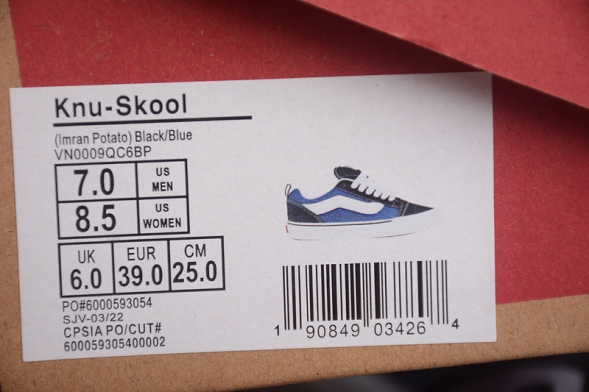 Knu-Skool
(Imran Potato) Black/Blue
VN0009QC6BP
7.0 US MEN
8.5 US WOMEN
UK EUR CM
6.0 39.0 25.0
PO#6000593054
SJV-03/22
CPSIA PO/CUT#
600059305400002
1 90849 03426 4